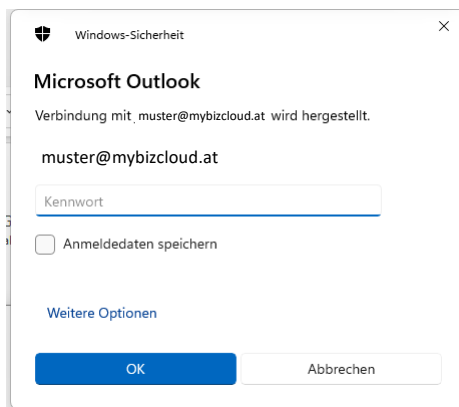 Windows-Sicherheit
Microsoft Outlook
Verbindung mit muster@mybizcloud.at wird hergestellt.
muster@mybizcloud.at
Kennwort
Anmeldedaten speichern
Weitere Optionen
OK Abbrechen